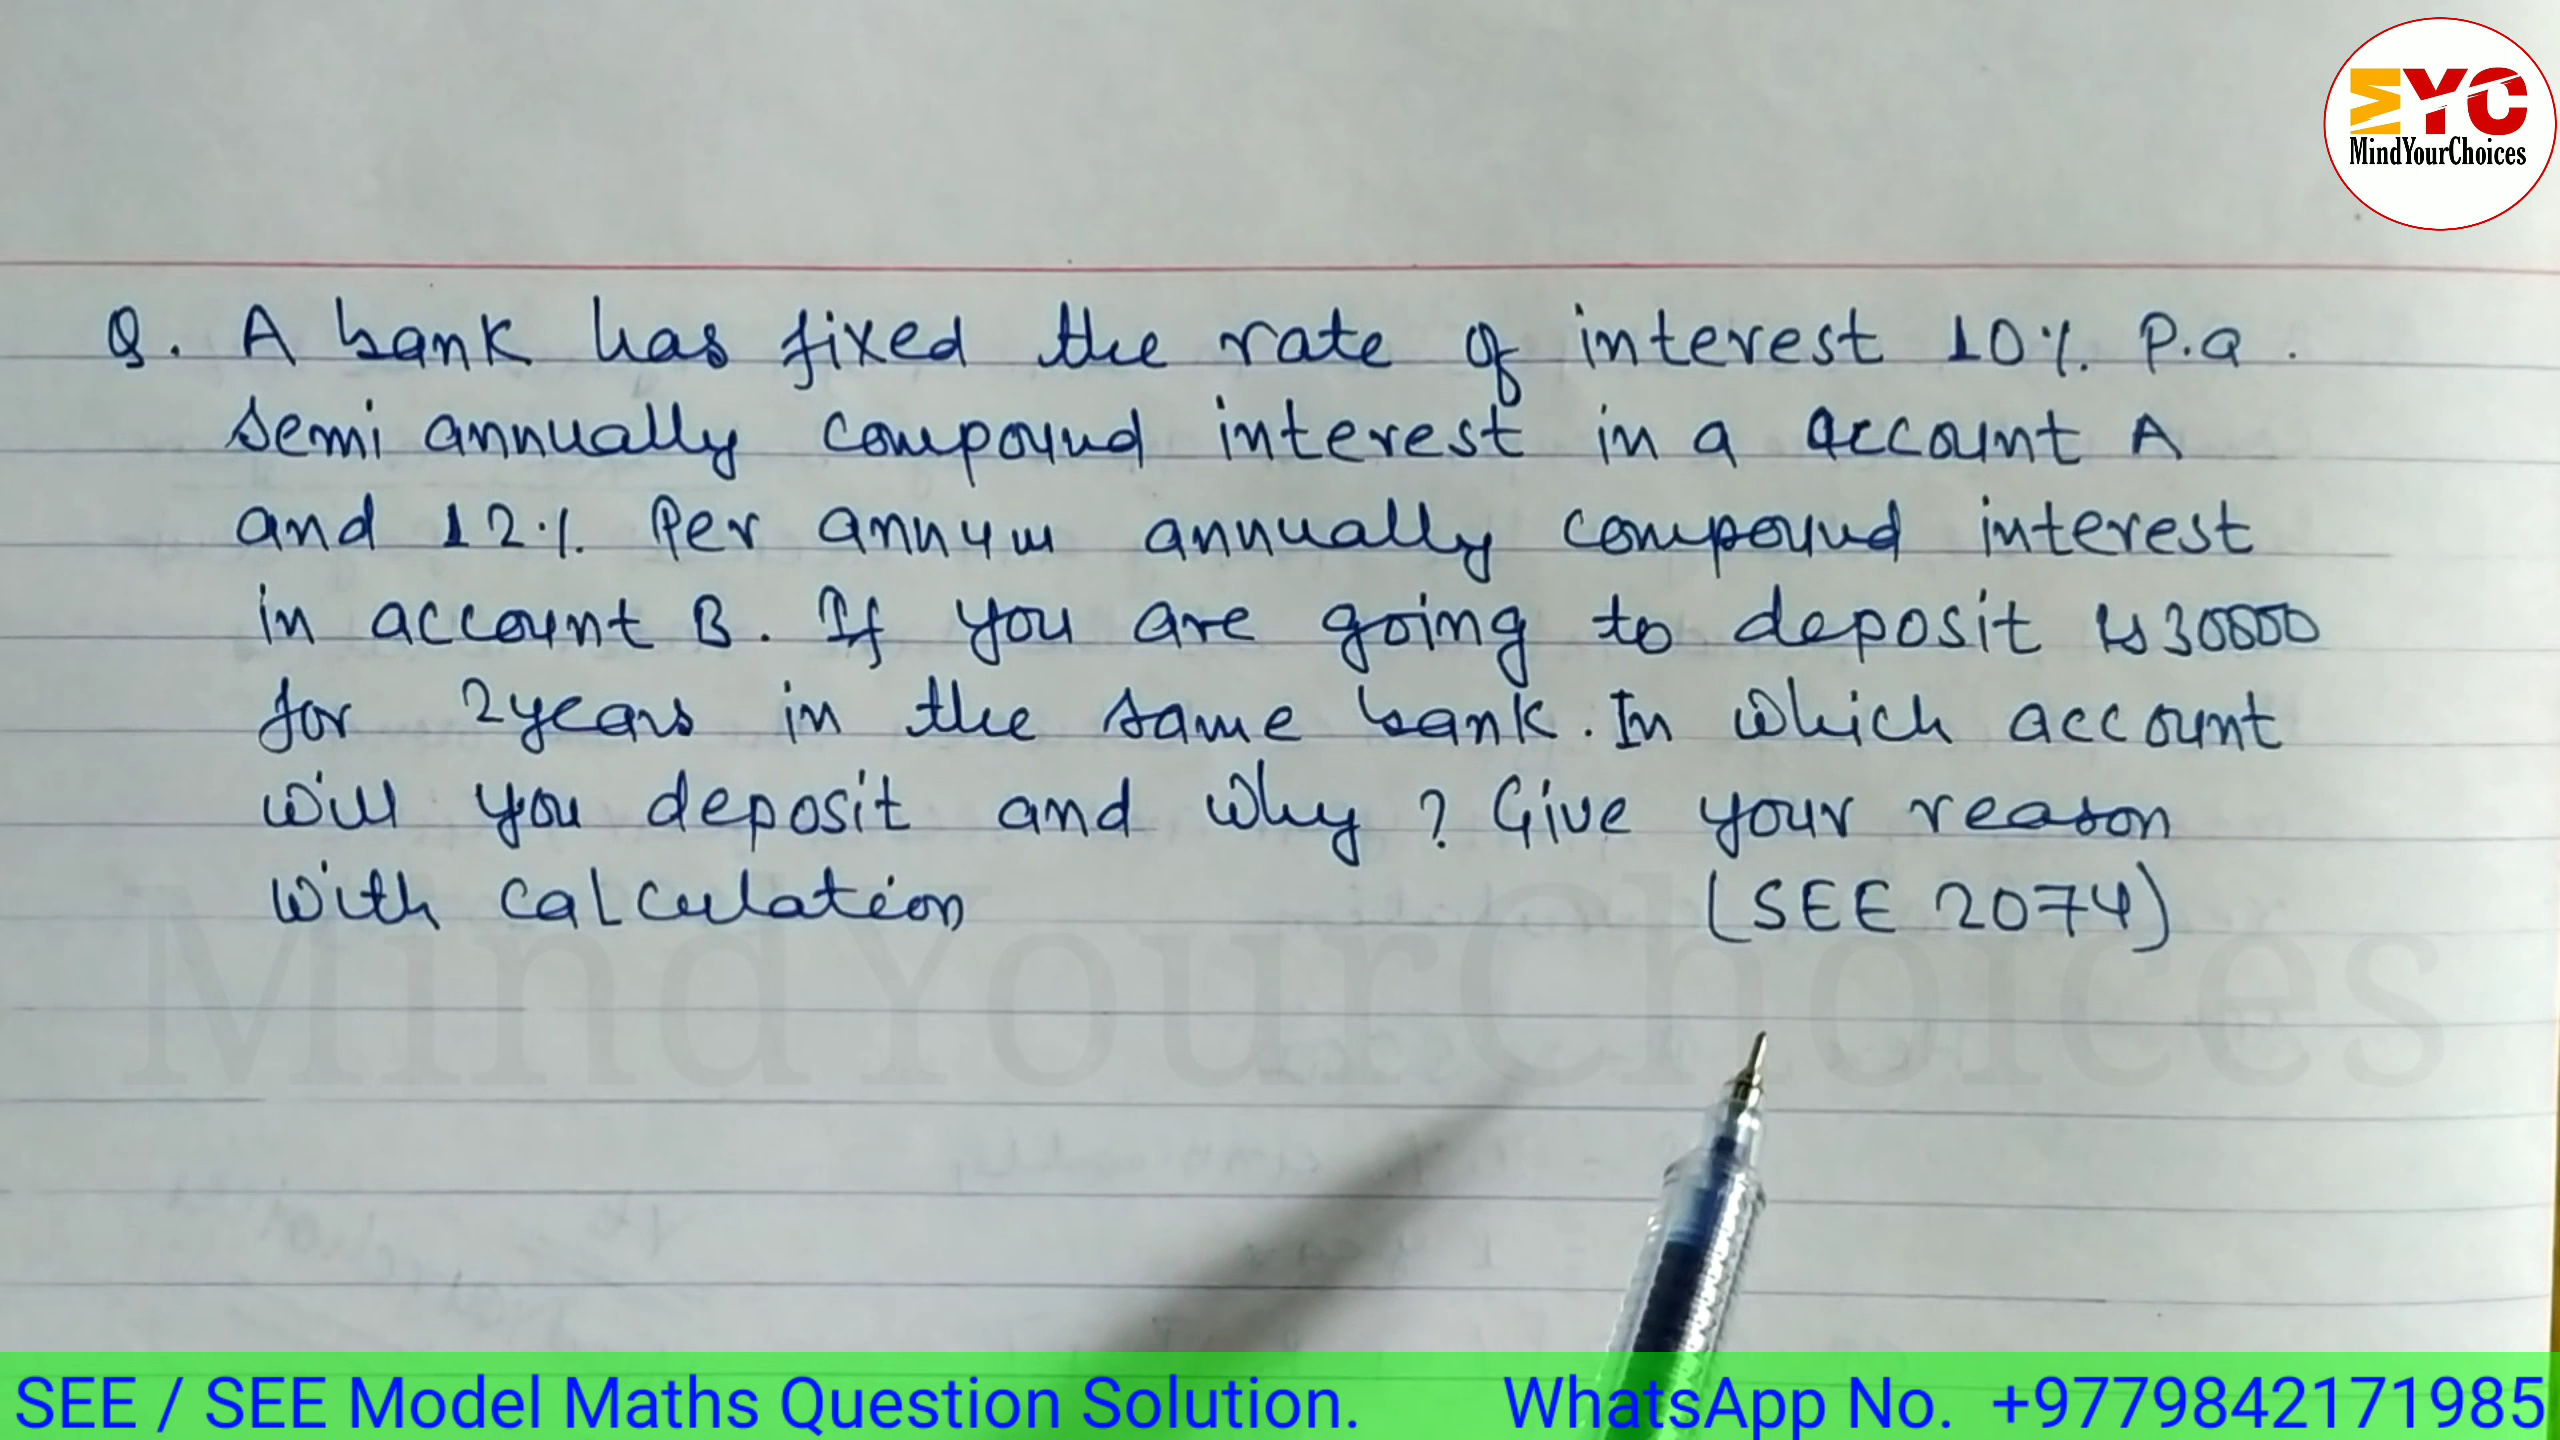 MYC
MindYourChoices
Q. A bank has fixed the rate of interest 10%. P.a.
semi annually compound interest in a account A
and 12%. Per annum annually compound interest
in account B. If you are going to deposit Rs 30000
for 2years in the same bank. In which account
will you deposit and why? Give your reason
with calculation (SEE 2074)
MindYourChoices
SEE / SEE Model Maths Question Solution. WhatsApp No. +9779842171985